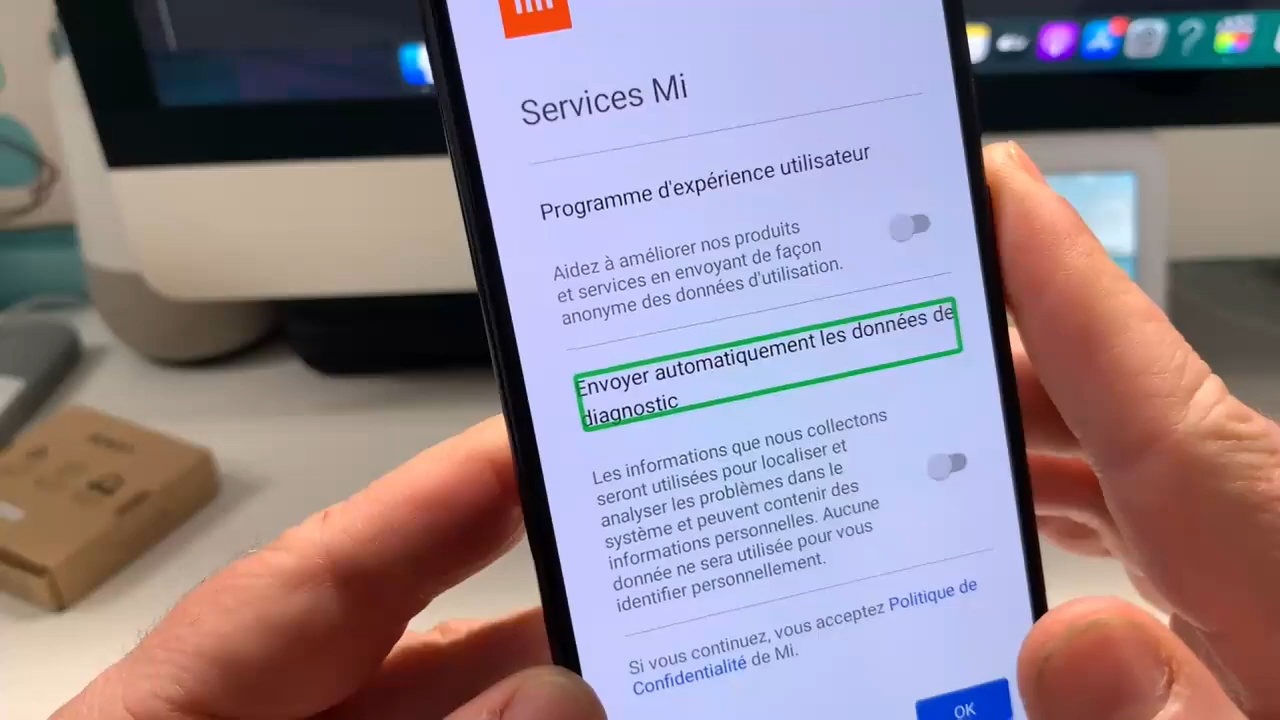 Services Mi
Programme d'expérience utilisateur
Aidez à améliorer nos produits
et services en envoyant de façon
anonyme des données d'utilisation.
Envoyer automatiquement les données de
diagnostic
Les informations que nous collectons
seront utilisées pour localiser et
analyser les problèmes dans le
système et peuvent contenir des
informations personnelles. Aucune
donnée ne sera utilisée pour vous
identifier personnellement.
Si vous continuez, vous acceptez Politique de
Confidentialité de Mi.
OK